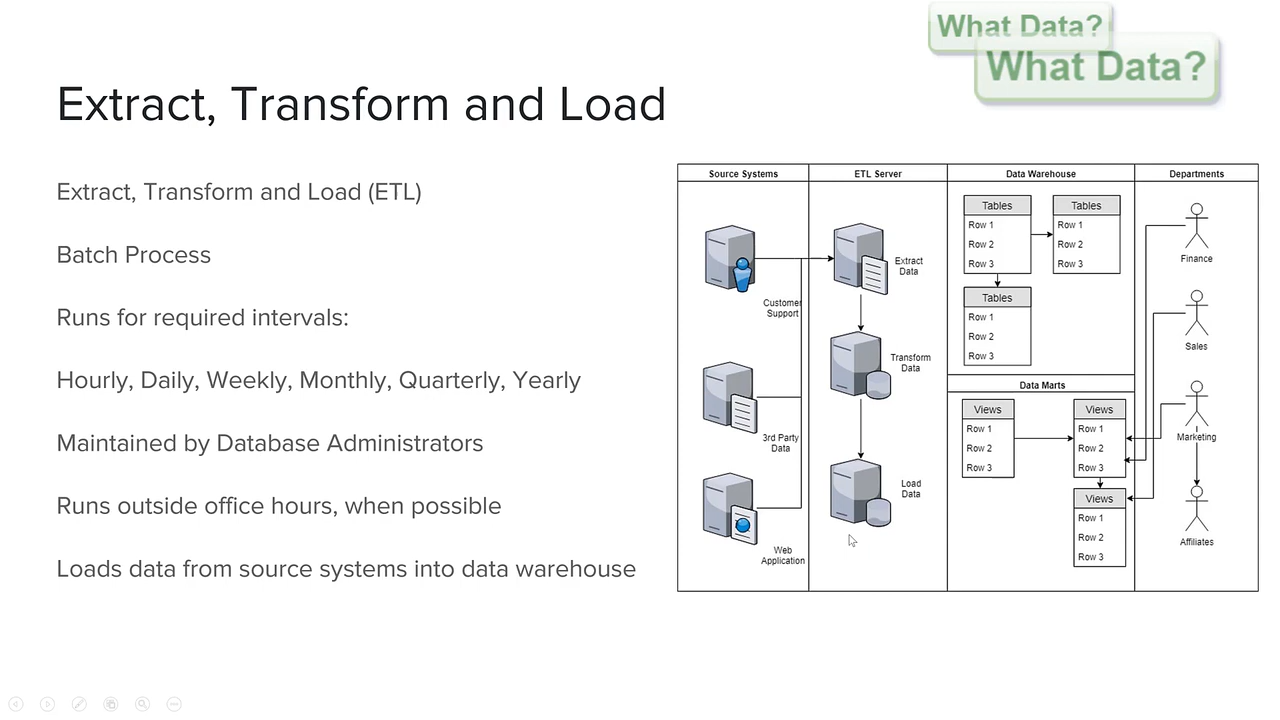 What Data?
What Data?
Extract, Transform and Load
Extract, Transform and Load (ETL)
Batch Process
Runs for required intervals:
Hourly, Daily, Weekly, Monthly, Quarterly, Yearly
Maintained by Database Administrators
Runs outside office hours, when possible
Loads data from source systems into data warehouse
Source Systems
Customer
Support
3rd Party
Data
Web
Application
ETL Server
Extract
Data
Transform
Data
Load
Data
Data Warehouse
Tables
Row 1
Row 2
Row 3
Tables
Row 1
Row 2
Row 3
Tables
Row 1
Row 2
Row 3
Data Marts
Views
Row 1
Row 2
Row 3
Views
Row 1
Row 2
Row 3
Views
Row 1
Row 2
Row 3
Departments
Finance
Sales
Marketing
Affiliates